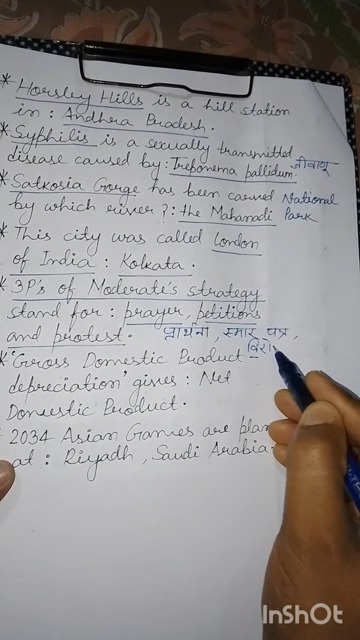 * Horsley Hills is a hill station
in : Andhra Pradesh.
* Syphilis is a sexually transmitted
disease caused by : Treponema pallidum. जीवाणु
* Satkosia Gorge has been carved National
by which river? : the Mahanadi Park
* This city was called London
of India : Kolkata.
* 3P's of Moderate's strategy
stand for : prayer, petitions
and protest. प्रार्थना, स्मार पत्र,
* 'Gross Domestic Product - विरो
depreciation' gives : Net
Domestic Product.
2034 Asian Games are plan
at : Riyadh, Saudi Arabia.
InShOt